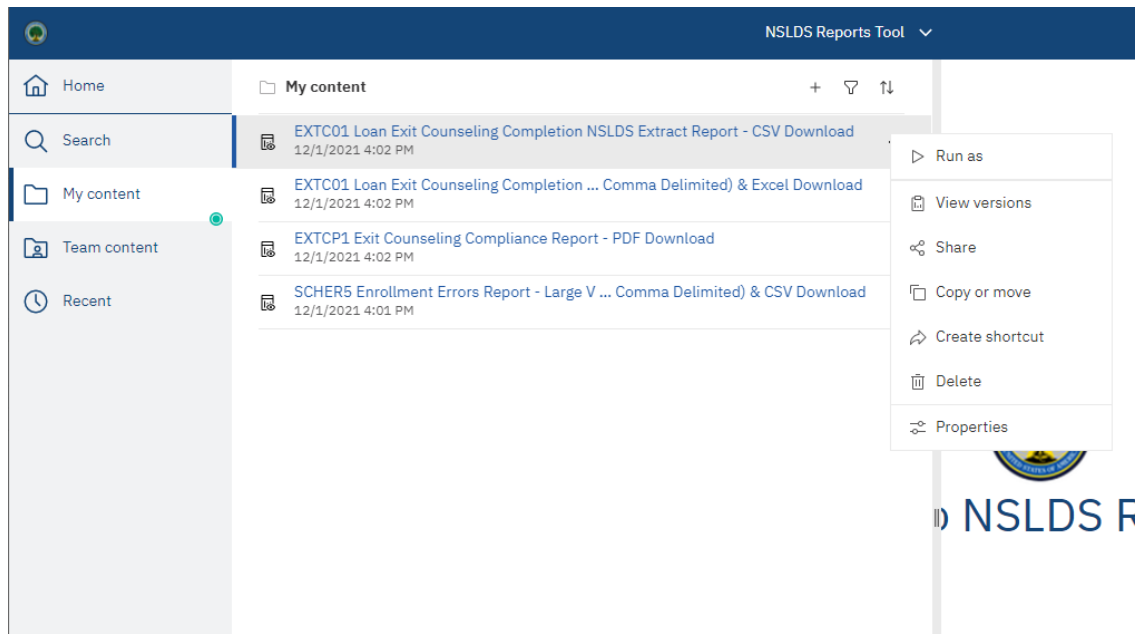 NSLDS Reports Tool
Home
Search
My content
Team content
Recent
My content
EXTC01 Loan Exit Counseling Completion NSLDS Extract Report - CSV Download
12/1/2021 4:02 PM
EXTC01 Loan Exit Counseling Completion ... Comma Delimited) & Excel Download
12/1/2021 4:02 PM
EXTCP1 Exit Counseling Compliance Report - PDF Download
12/1/2021 4:02 PM
SCHER5 Enrollment Errors Report - Large V ... Comma Delimited) & CSV Download
12/1/2021 4:01 PM
Run as
View versions
Share
Copy or move
Create shortcut
Delete
Properties
UNITED STATES OF AMERICA
NSLDS R